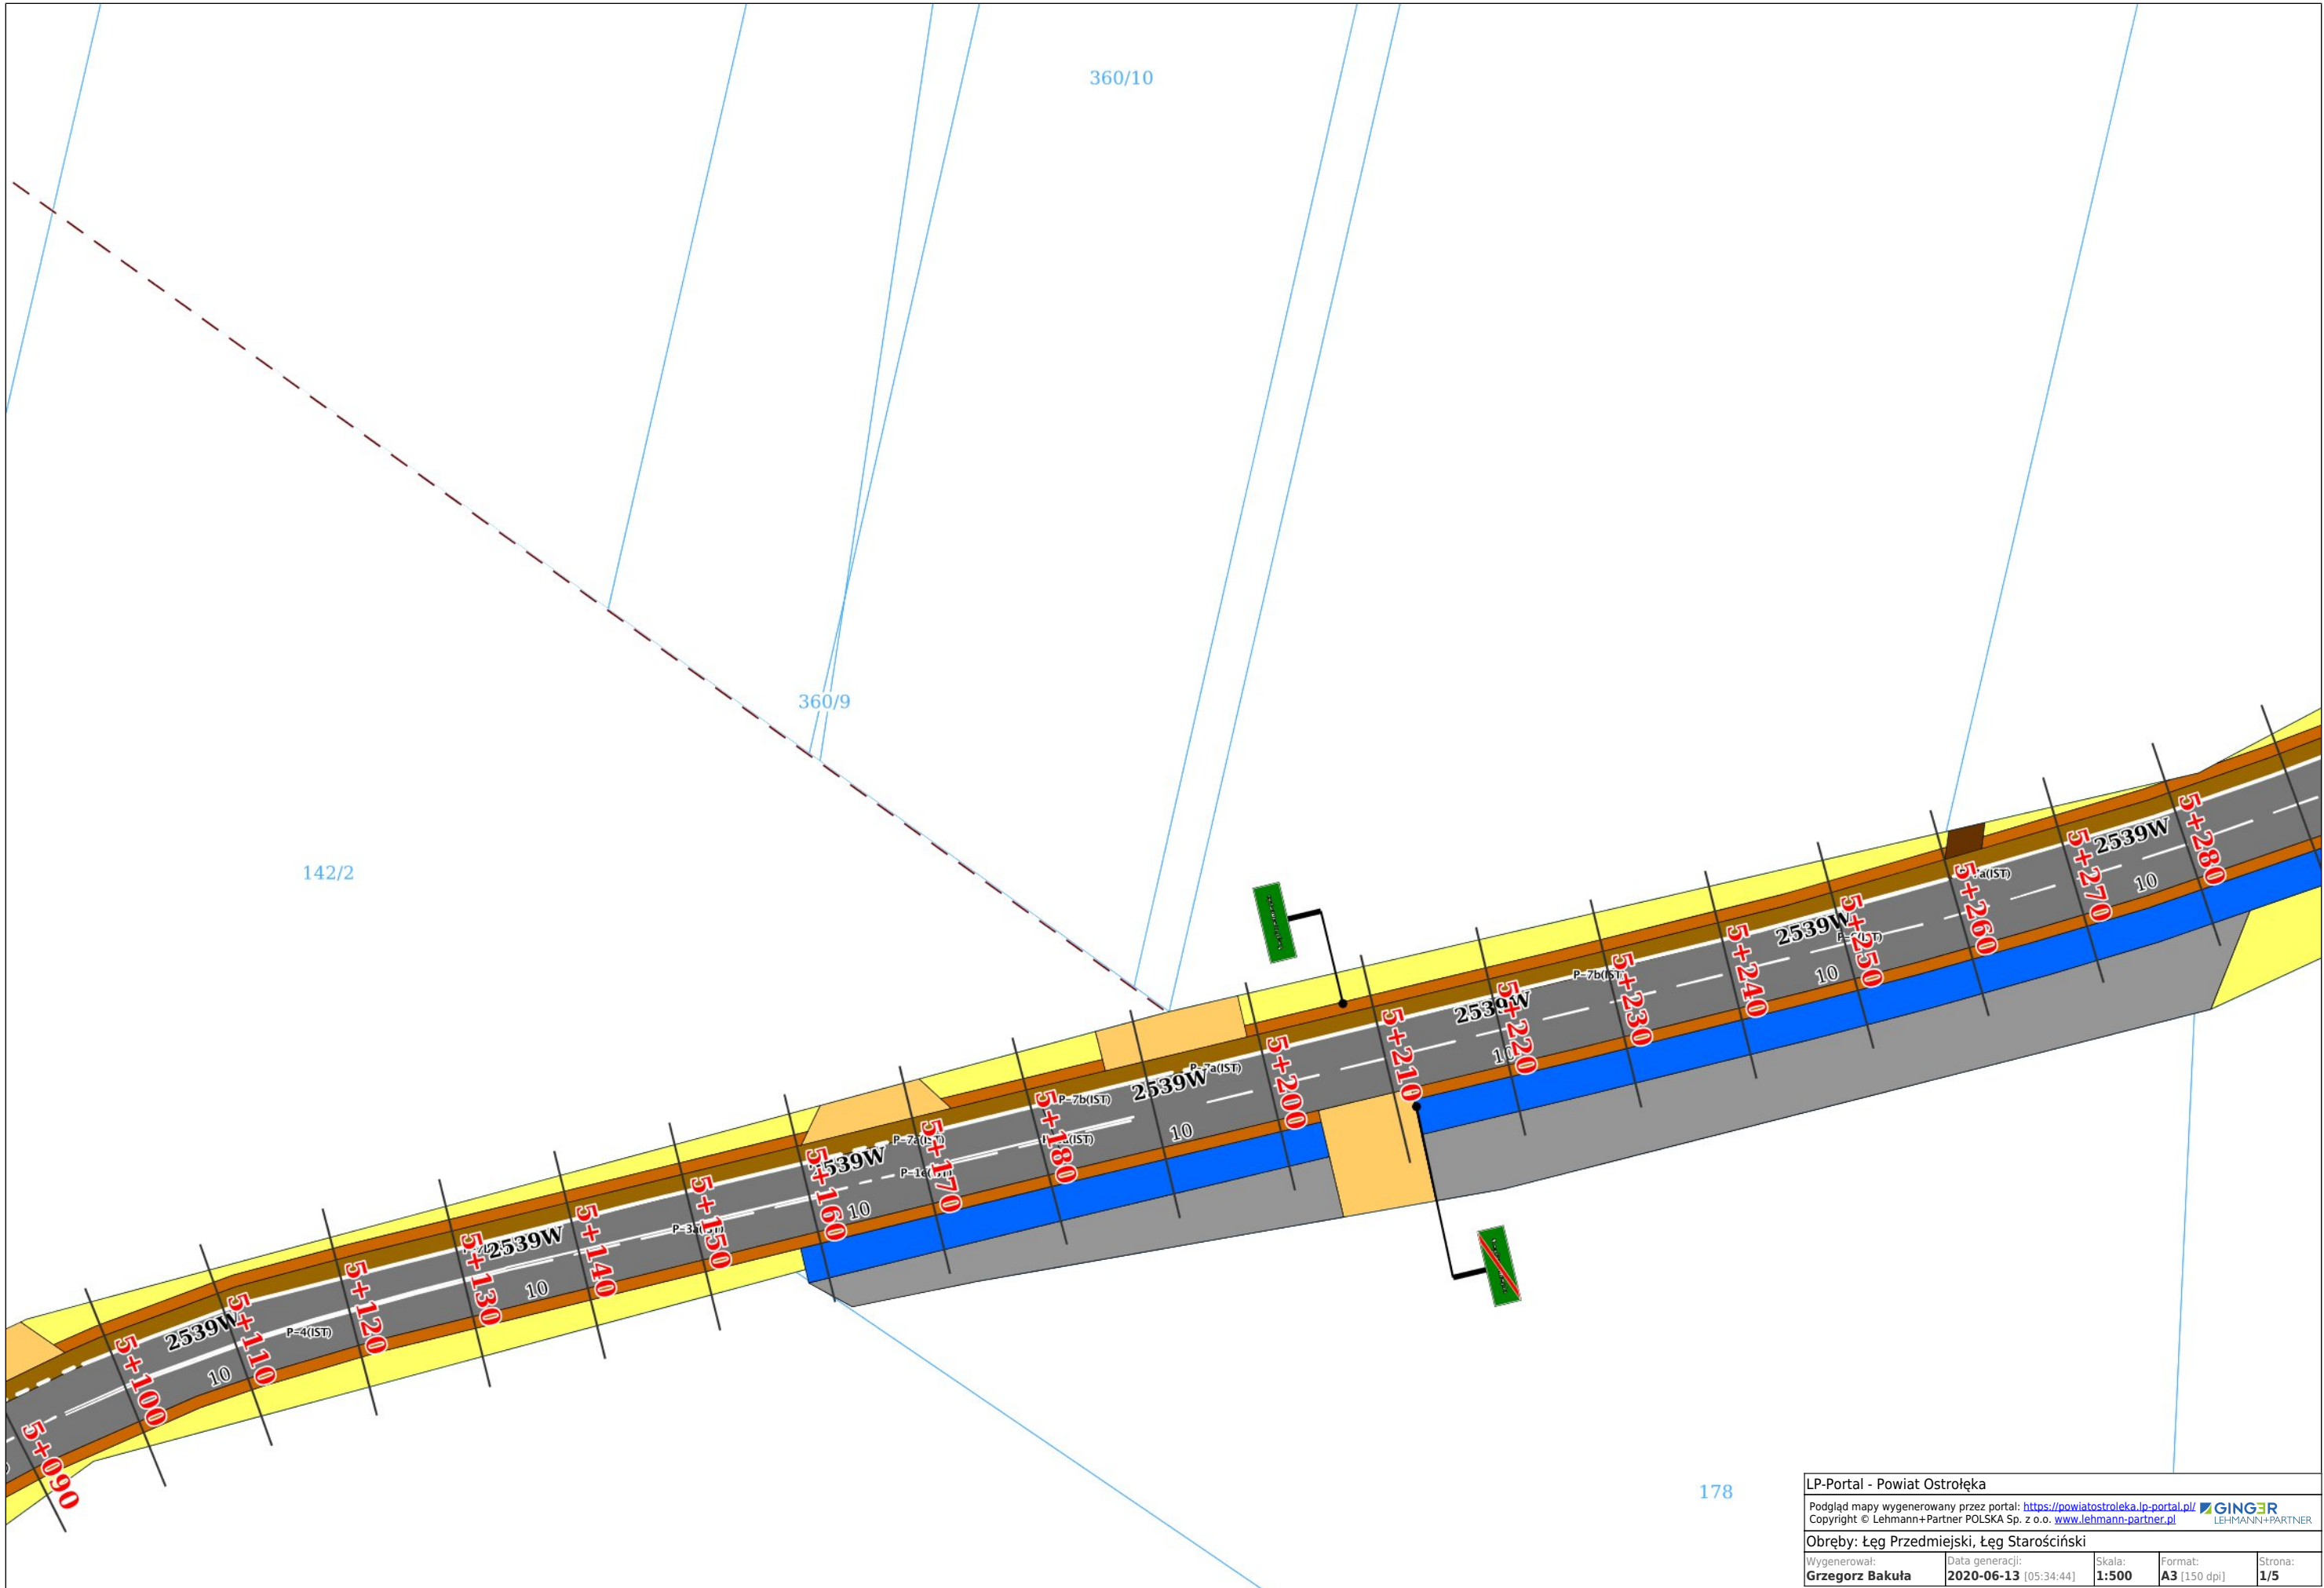 360/10
360/9
142/2
178
5+090
5+100
5+110
5+120
5+130
5+140
5+150
5+160
5+170
5+180
5+200
5+210
5+220
5+230
5+240
5+250
5+260
5+270
5+280
2539W
2539W
2539W
2539W
2539W
2539W
10
10
10
10
10
10
P-4(IST)
P-7b(IST)
P-7a(IST)
P-7b(IST)
LP-Portal - Powiat Ostrołęka
Podgląd mapy wygenerowany przez portal: https://powiatostroleka.lp-portal.pl/
Copyright © Lehmann+Partner POLSKA Sp. z o.o. www.lehmann-partner.pl
GINGER
LEHMANN+PARTNER
Obręby: Łęg Przedmiejski, Łęg Starościński
Wygenerował: Data generacji: Skala: Format: Strona:
Grzegorz Bakuła 2020-06-13 [05:34:44] 1:500 A3 [150 dpi] 1/5